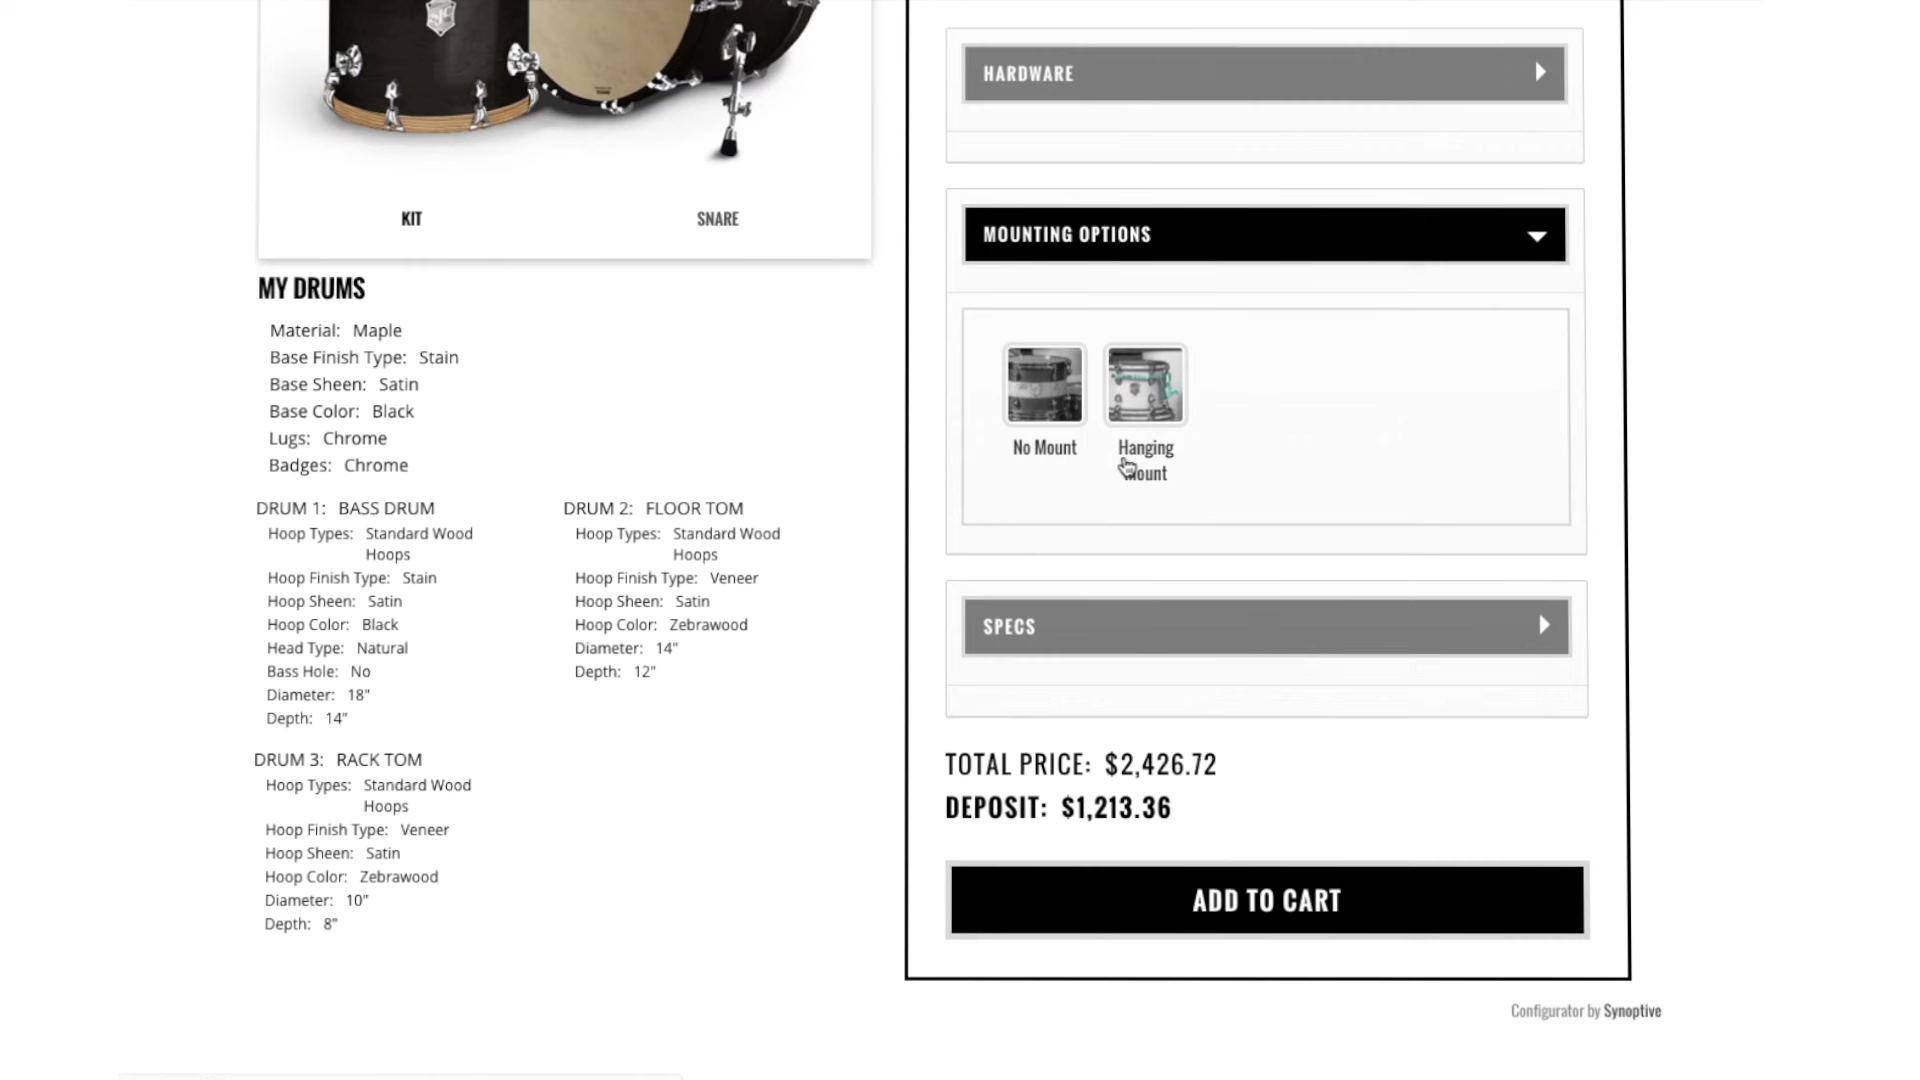 SJC
HARDWARE
MOUNTING OPTIONS
No Mount
Hanging
Mount
SPECS
TOTAL PRICE: $2,426.72
DEPOSIT: $1,213.36
ADD TO CART
Configurator by Synoptive
KIT
SNARE
MY DRUMS
Material: Maple
Base Finish Type: Stain
Base Sheen: Satin
Base Color: Black
Lugs: Chrome
Badges: Chrome
DRUM 1: BASS DRUM
Hoop Types: Standard Wood
Hoops
Hoop Finish Type: Stain
Hoop Sheen: Satin
Hoop Color: Black
Head Type: Natural
Bass Hole: No
Diameter: 18"
Depth: 14"
DRUM 2: FLOOR TOM
Hoop Types: Standard Wood
Hoops
Hoop Finish Type: Veneer
Hoop Sheen: Satin
Hoop Color: Zebrawood
Diameter: 14"
Depth: 12"
DRUM 3: RACK TOM
Hoop Types: Standard Wood
Hoops
Hoop Finish Type: Veneer
Hoop Sheen: Satin
Hoop Color: Zebrawood
Diameter: 10"
Depth: 8"